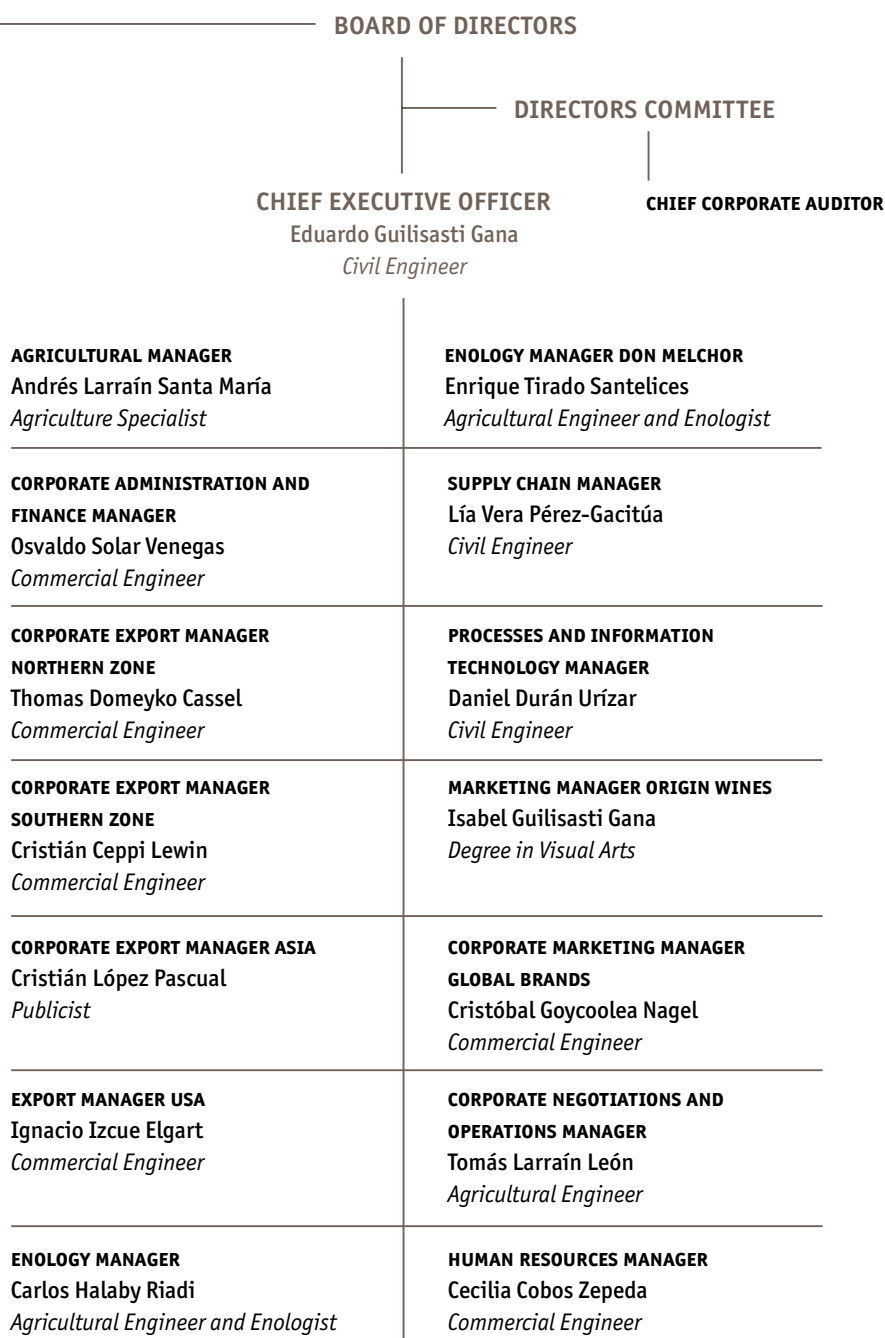 BOARD OF DIRECTORS
DIRECTORS COMMITTEE
CHIEF EXECUTIVE OFFICER
Eduardo Guilisasti Gana
Civil Engineer
CHIEF CORPORATE AUDITOR
AGRICULTURAL MANAGER
Andrés Larraín Santa María
Agriculture Specialist
ENOLOGY MANAGER DON MELCHOR
Enrique Tirado Santelices
Agricultural Engineer and Enologist
CORPORATE ADMINISTRATION AND
FINANCE MANAGER
Osvaldo Solar Venegas
Commercial Engineer
SUPPLY CHAIN MANAGER
Lía Vera Pérez-Gacitúa
Civil Engineer
CORPORATE EXPORT MANAGER
NORTHERN ZONE
Thomas Domeyko Cassel
Commercial Engineer
PROCESSES AND INFORMATION
TECHNOLOGY MANAGER
Daniel Durán Urízar
Civil Engineer
CORPORATE EXPORT MANAGER
SOUTHERN ZONE
Cristián Ceppi Lewin
Commercial Engineer
MARKETING MANAGER ORIGIN WINES
Isabel Guilisasti Gana
Degree in Visual Arts
CORPORATE EXPORT MANAGER ASIA
Cristián López Pascual
Publicist
CORPORATE MARKETING MANAGER
GLOBAL BRANDS
Cristóbal Goycoolea Nagel
Commercial Engineer
EXPORT MANAGER USA
Ignacio Izcue Elgart
Commercial Engineer
CORPORATE NEGOTIATIONS AND
OPERATIONS MANAGER
Tomás Larraín León
Agricultural Engineer
ENOLOGY MANAGER
Carlos Halaby Riadi
Agricultural Engineer and Enologist
HUMAN RESOURCES MANAGER
Cecilia Cobos Zepeda
Commercial Engineer